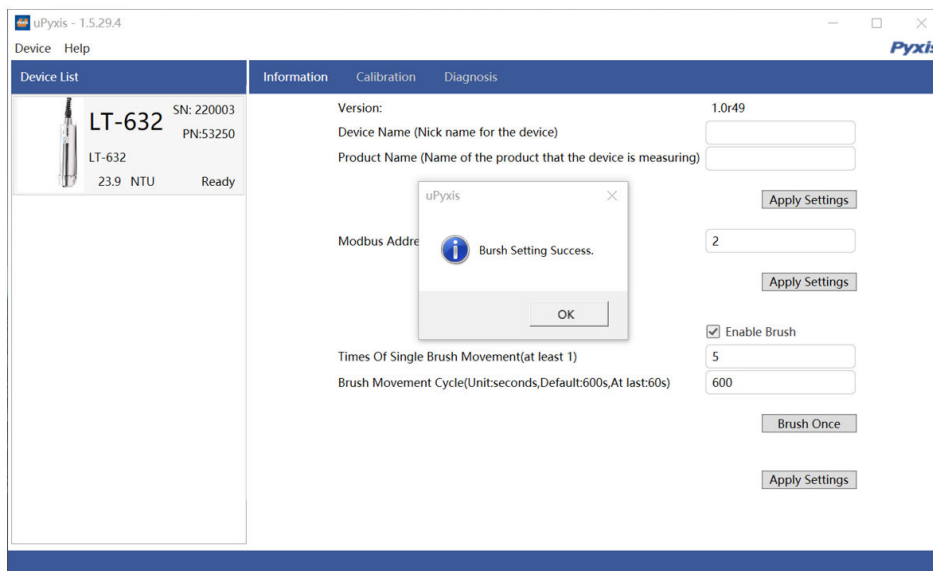 uPyxis - 1.5.29.4
Device Help
Pyxis
Device List
Information Calibration Diagnosis
LT-632
SN: 220003
PN:53250
LT-632
23.9 NTU Ready
Version: 1.0r49
Device Name (Nick name for the device)
Product Name (Name of the product that the device is measuring)
Apply Settings
uPyxis
Modbus Addre 2
Bursh Setting Success.
Apply Settings
OK
Enable Brush
Times Of Single Brush Movement(at least 1) 5
Brush Movement Cycle(Unit:seconds,Default:600s,At last:60s) 600
Brush Once
Apply Settings